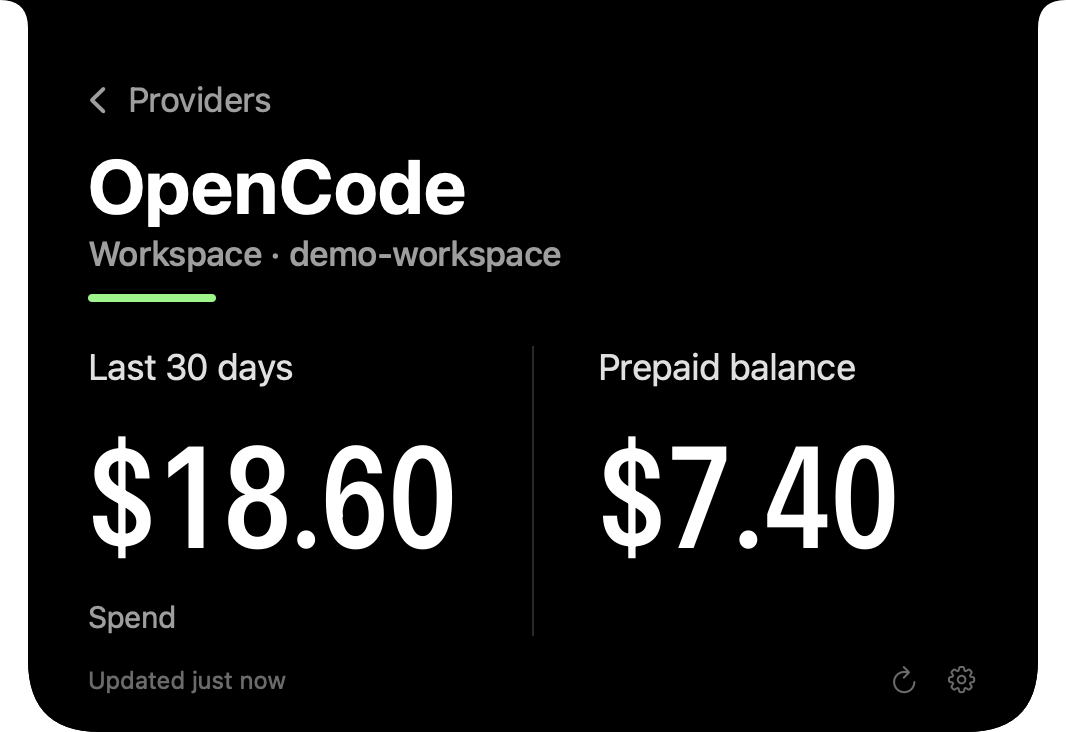 Providers
OpenCode
Workspace · demo-workspace
Last 30 days
$18.60
Spend
Prepaid balance
$7.40
Updated just now